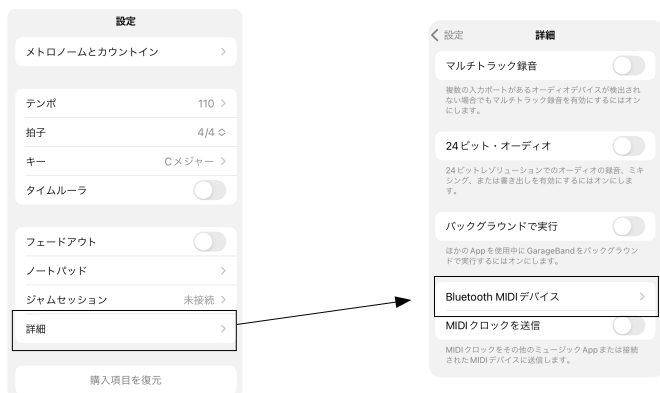 設定
メトロノームとカウントイン
テンポ 110
拍子 4/4
キー Cメジャー
タイムルーラ
フェードアウト
ノートパッド
ジャムセッション 未接続
詳細
購入項目を復元
設定 詳細
マルチトラック録音
複数の入力ポートがあるオーディオデバイスが検出され
ない場合でもマルチトラック録音を有効にするにはオン
にします。
24ビット・オーディオ
24ビットレゾリューションでのオーディオの録音、ミキ
シング、または書き出しを有効にするにはオンにしま
す。
バックグラウンドで実行
ほかのAppを使用中にGarageBandをバックグラウン
ドで実行するにはオンにします。
Bluetooth MIDIデバイス
MIDIクロックを送信
MIDIクロックをその他のミュージックAppまたは接続
されたMIDIデバイスに送信します。